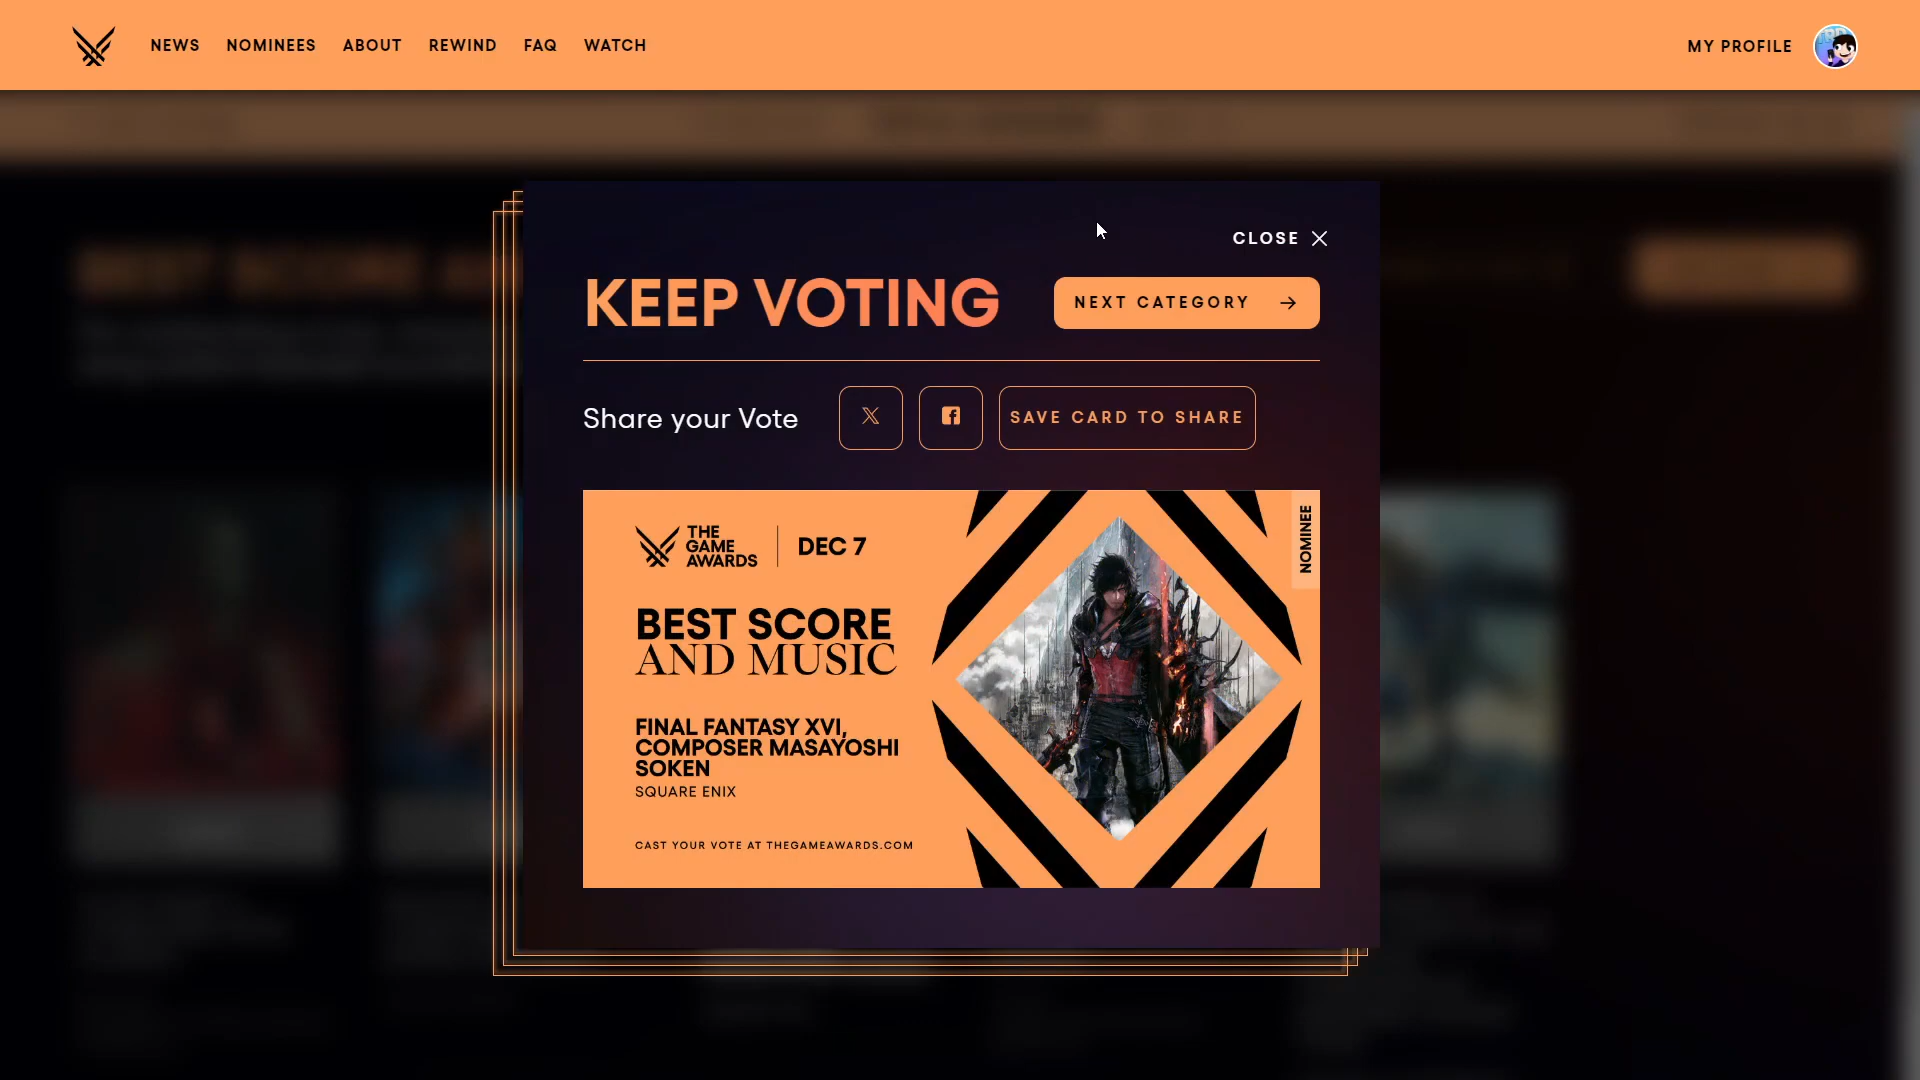 NEWS NOMINEES ABOUT REWIND FAQ WATCH MY PROFILE
CLOSE
KEEP VOTING
NEXT CATEGORY
Share your Vote
SAVE CARD TO SHARE
THE
GAME
AWARDS
DEC 7
NOMINEE
BEST SCORE
AND MUSIC
FINAL FANTASY XVI,
COMPOSER MASAYOSHI
SOKEN
SQUARE ENIX
CAST YOUR VOTE AT THEGAMEAWARDS.COM